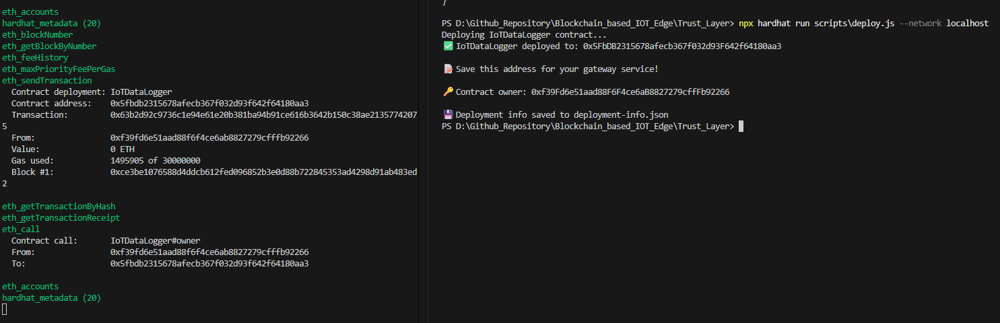 eth_accounts
hardhat_metadata (20)
eth_blockNumber
eth_getBlockByNumber
eth_feeHistory
eth_maxPriorityFeePerGas
eth_sendTransaction
Contract deployment: IoTDataLogger
Contract address: 0x5fbdb2315678afecb367f032d93f642f64180aa3
Transaction: 0x63b2d92c9736c1e94e61e20b381ba94b91ce616b3642b150c38ae2135774207
5
From: 0xf39fd6e51aad88f6f4ce6ab8827279cfffb92266
Value: 0 ETH
Gas used: 1495905 of 30000000
Block #1: 0xce3be1076588d4ddcb612fed096852b3e0d88b722845353ad4298d91ab483ed
2
eth_getTransactionByHash
eth_getTransactionReceipt
eth_call
Contract call: IoTDataLogger#owner
From: 0xf39fd6e51aad88f6f4ce6ab8827279cfffb92266
To: 0x5fbdb2315678afecb367f032d93f642f64180aa3
eth_accounts
hardhat_metadata (20)
}
PS D:\Github_Repository\Blockchain_based_IOT_Edge\Trust_Layer> npx hardhat run scripts\deploy.js --network localhost
Deploying IoTDataLogger contract...
✅ IoTDataLogger deployed to: 0x5FbDB2315678afecb367f032d93F642f64180aa3
📝 Save this address for your gateway service!
🔑 Contract owner: 0xf39Fd6e51aad88F6F4ce6aB8827279cffFb92266
💾 Deployment info saved to deployment-info.json
PS D:\Github_Repository\Blockchain_based_IOT_Edge\Trust_Layer>